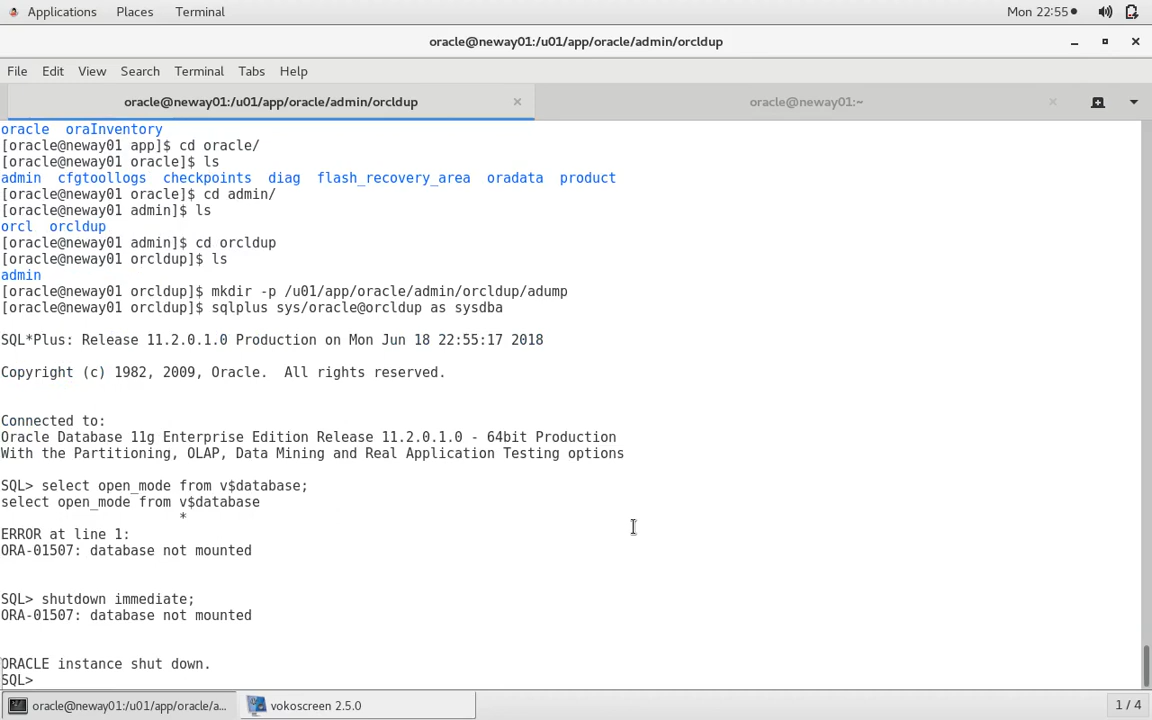 Applications Places Terminal Mon 22:55
oracle@neway01:/u01/app/oracle/admin/orcldup
File Edit View Search Terminal Tabs Help
oracle@neway01:/u01/app/oracle/admin/orcldup oracle@neway01:~
oracle oraInventory
[oracle@neway01 app]$ cd oracle/
[oracle@neway01 oracle]$ ls
admin cfgtoollogs checkpoints diag flash_recovery_area oradata product
[oracle@neway01 oracle]$ cd admin/
[oracle@neway01 admin]$ ls
orcl orcldup
[oracle@neway01 admin]$ cd orcldup
[oracle@neway01 orcldup]$ ls
admin
[oracle@neway01 orcldup]$ mkdir -p /u01/app/oracle/admin/orcldup/adump
[oracle@neway01 orcldup]$ sqlplus sys/oracle@orcldup as sysdba
SQL*Plus: Release 11.2.0.1.0 Production on Mon Jun 18 22:55:17 2018
Copyright (c) 1982, 2009, Oracle.  All rights reserved.
Connected to:
Oracle Database 11g Enterprise Edition Release 11.2.0.1.0 - 64bit Production
With the Partitioning, OLAP, Data Mining and Real Application Testing options
SQL> select open_mode from v$database;
select open_mode from v$database
*
ERROR at line 1:
ORA-01507: database not mounted
SQL> shutdown immediate;
ORA-01507: database not mounted
ORACLE instance shut down.
SQL>
oracle@neway01:/u01/app/oracle/a... vokoscreen 2.5.0 1 / 4